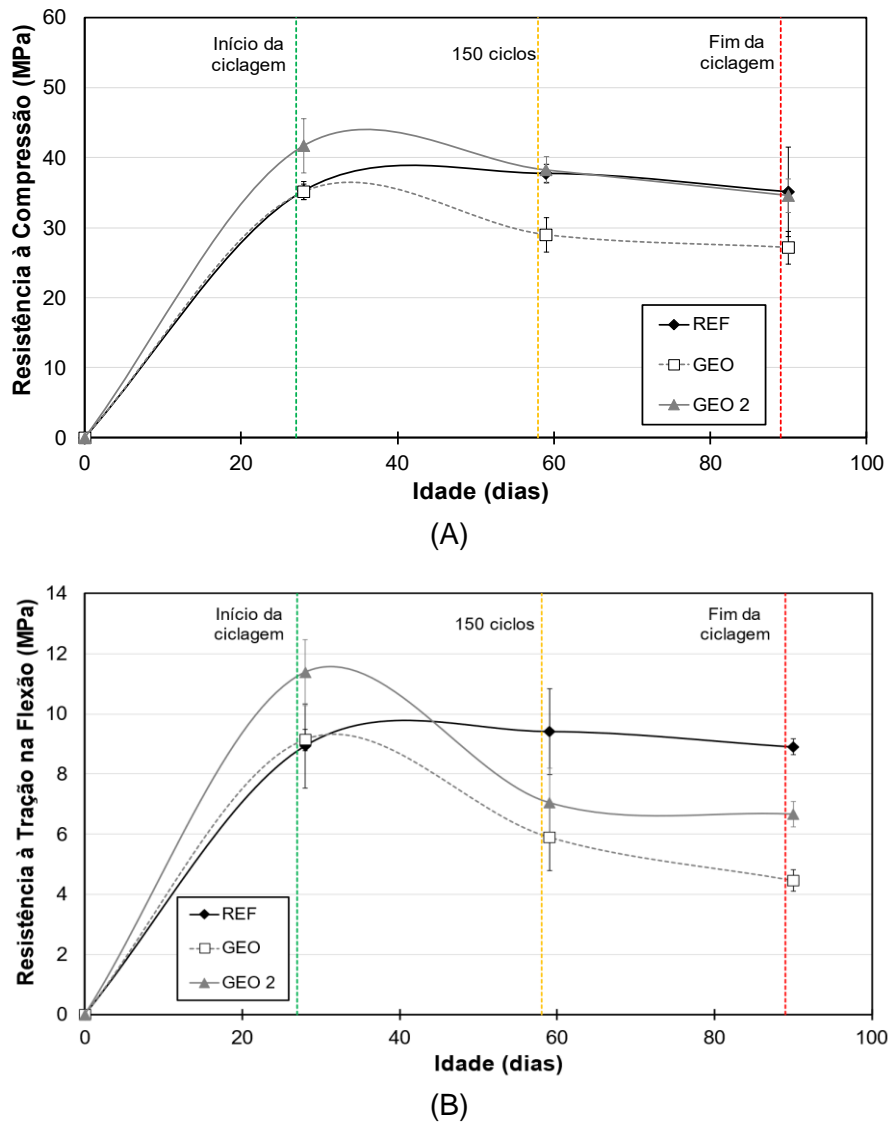 60
50
40
30
20
10
0
Resistência à Compressão (MPa)
Início da
ciclagem
150 ciclos
Fim da
ciclagem
REF
GEO
GEO 2
0
20
40
60
80
100
Idade (dias)
(A)
14
12
10
8
6
4
2
0
Resistência à Tração na Flexão (MPa)
Início da
ciclagem
150 ciclos
Fim da
ciclagem
REF
GEO
GEO 2
0
20
40
60
80
100
Idade (dias)
(B)